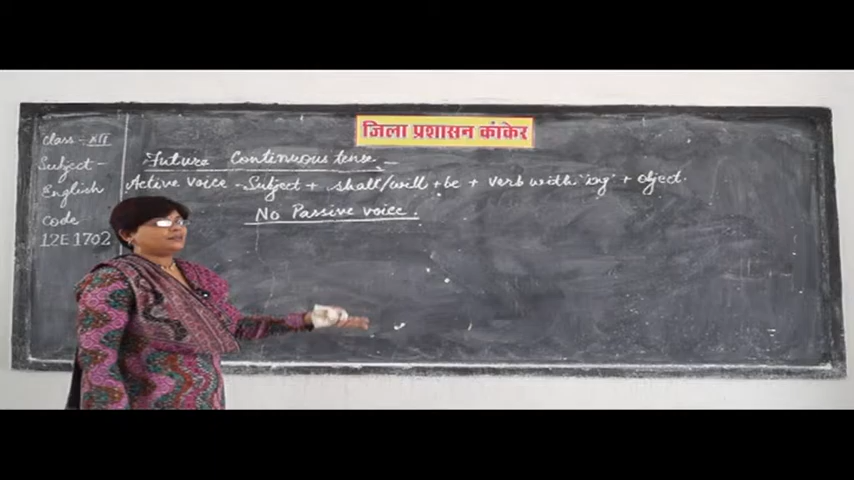 जिला प्रशासन कांकेर
Class - XII
Subject -
English
Code
12E1702
Future Continuous tense -
Active voice - Subject + shall/will + be + verb with 'ing' + object.
No Passive voice.